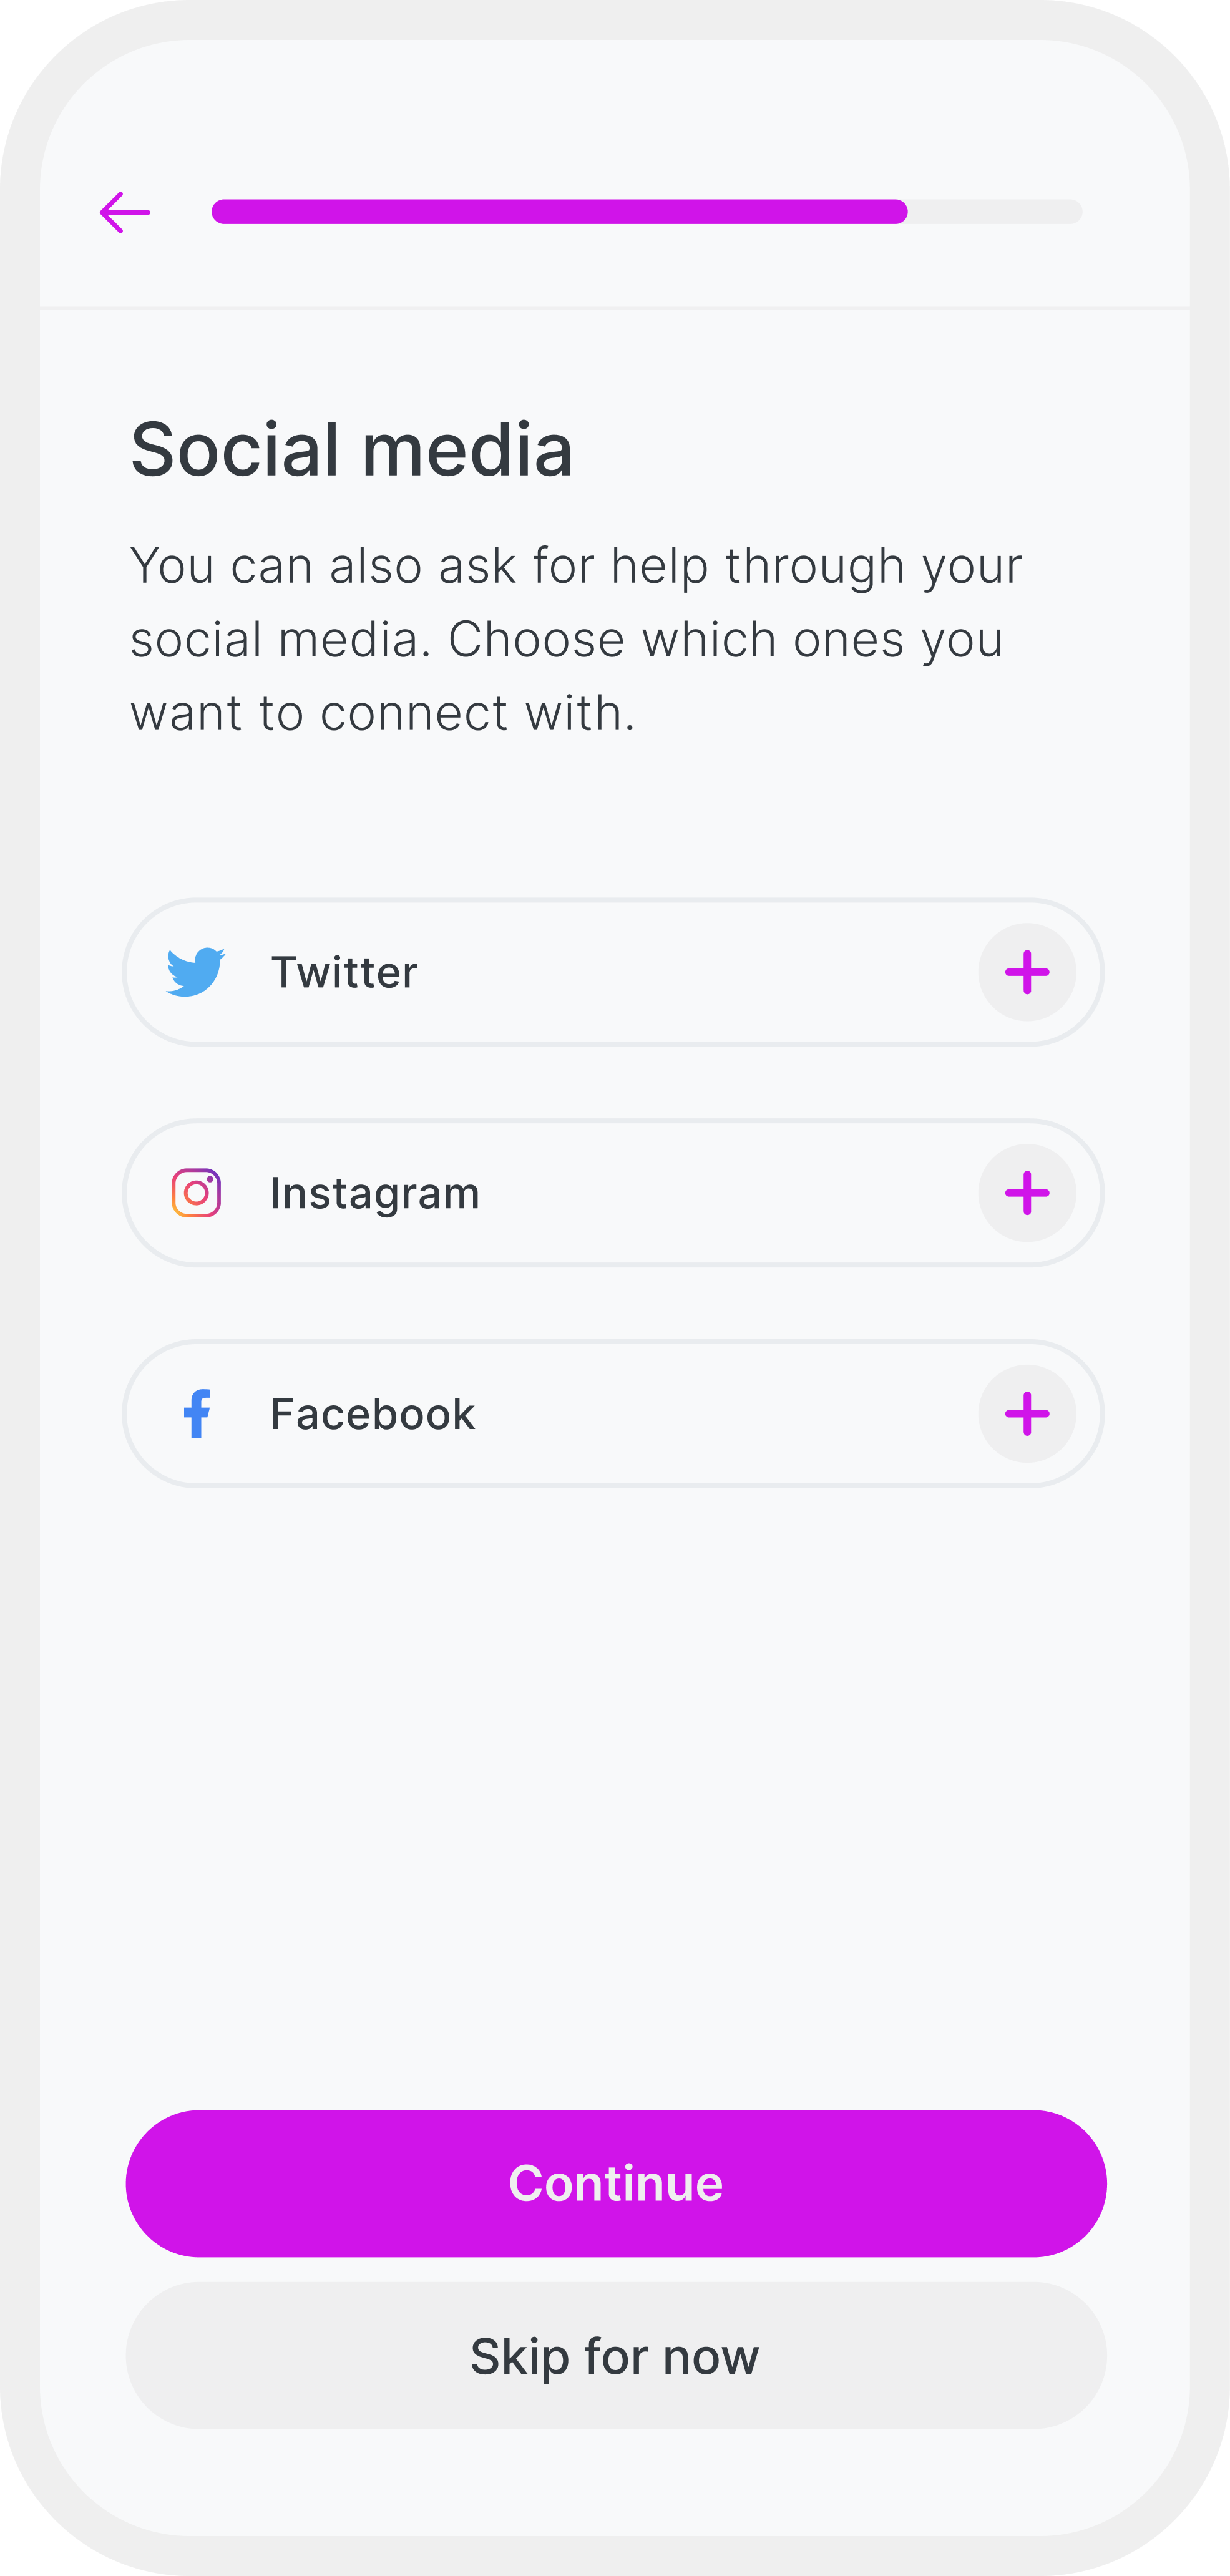 Social media
You can also ask for help through your
social media. Choose which ones you
want to connect with.
Twitter
Instagram
Facebook
Continue
Skip for now